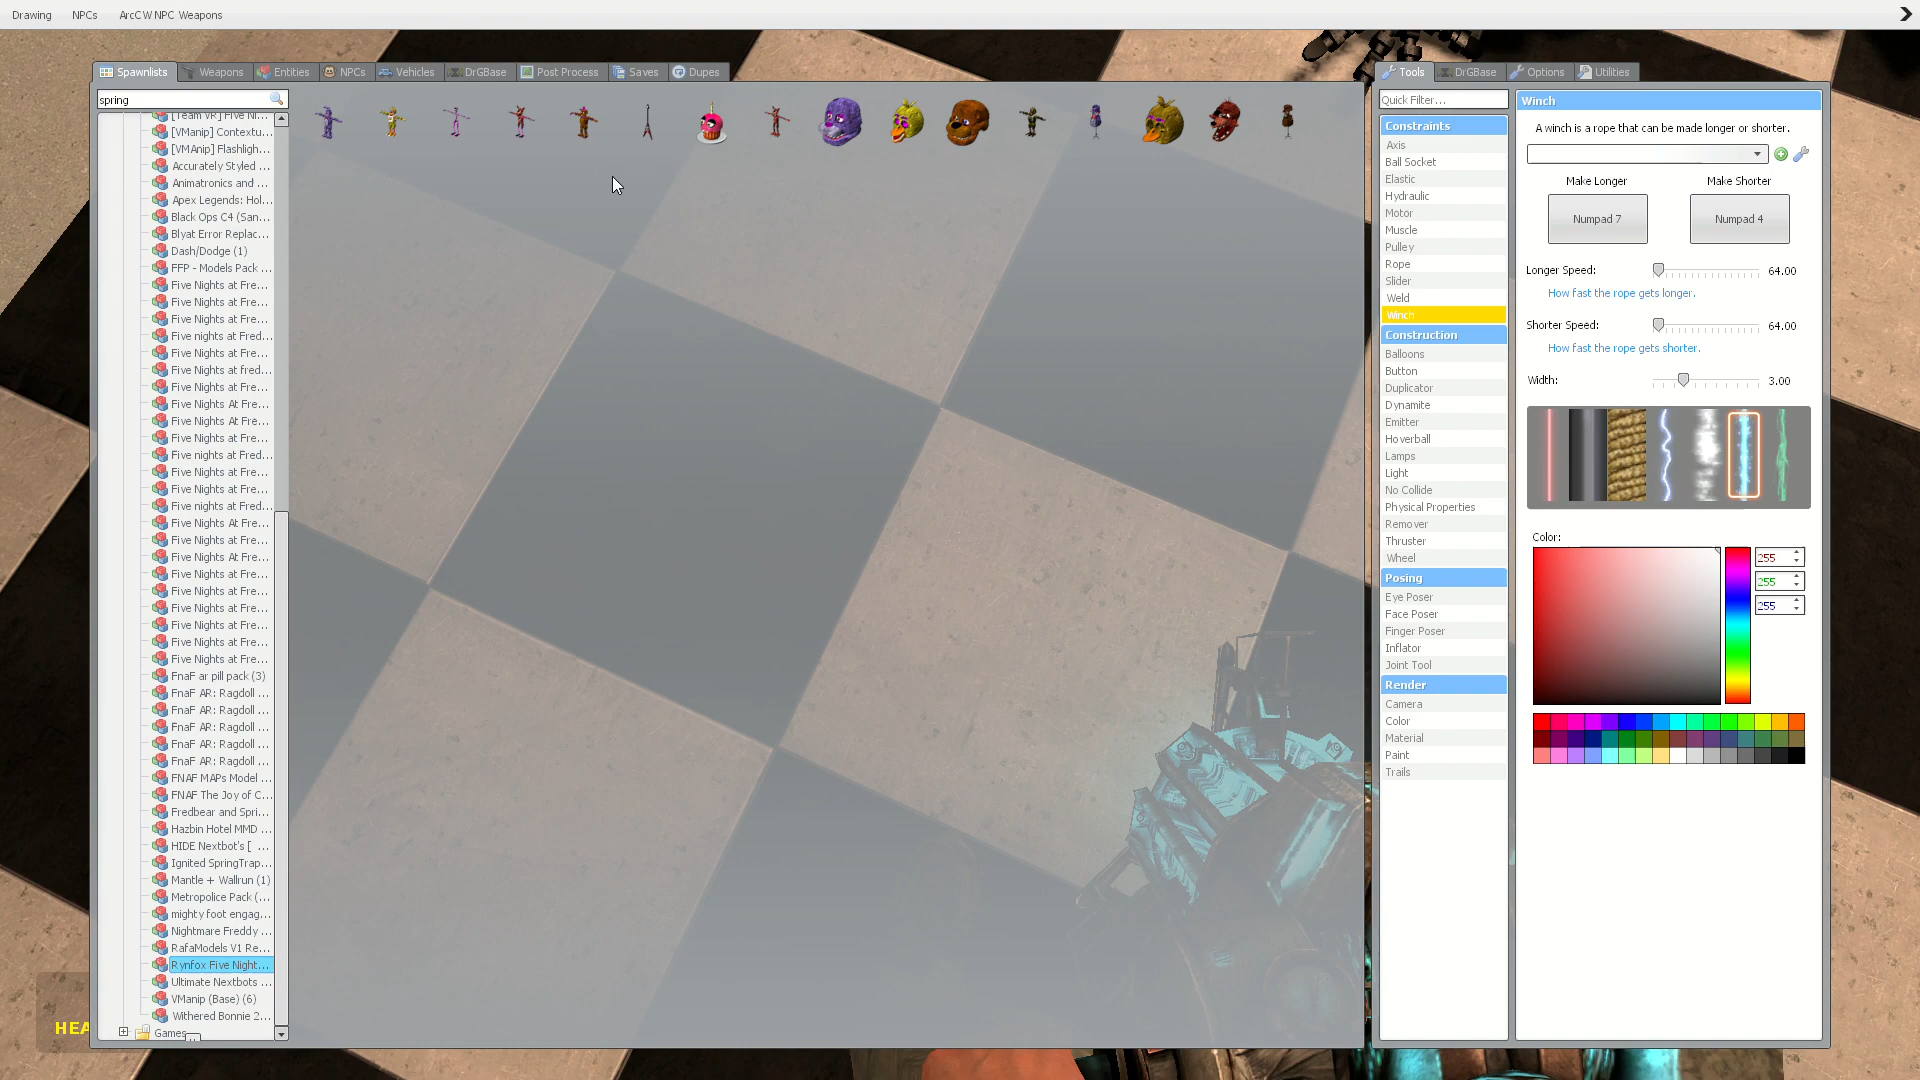 Drawing NPCs ArcCW NPC Weapons
Spawnlists Weapons Entities NPCs Vehicles DrGBase Post Process Saves Dupes
spring
[Team VR] Five Ni...
[VManip] Contextu...
[VMAnip] Flashligh...
Accurately Styled ...
Animatronics and ...
Apex Legends: Hol...
Black Ops C4 (San...
Blyat Error Replac...
Dash/Dodge (1)
FFP - Models Pack ...
Five Nights at Fre...
Five Nights at Fre...
Five Nights at Fre...
Five nights at Fred...
Five Nights at Fre...
Five Nights at fred...
Five Nights at Fre...
Five Nights At Fre...
Five Nights At Fre...
Five Nights at Fre...
Five nights at Fred...
Five Nights at Fre...
Five Nights at Fre...
Five nights at Fred...
Five Nights At Fre...
Five Nights at Fre...
Five Nights At Fre...
Five Nights at Fre...
Five Nights at Fre...
Five Nights at Fre...
Five Nights at Fre...
Five Nights at Fre...
Five Nights at Fre...
FnaF ar pill pack (3)
FnaF AR: Ragdoll ...
FnaF AR: Ragdoll ...
FnaF AR: Ragdoll ...
FnaF AR: Ragdoll ...
FnaF AR: Ragdoll ...
FNAF MAPs Model ...
FNAF The Joy of C...
Fredbear and Spri...
Hazbin Hotel MMD ...
HIDE Nextbot's [ ...
Ignited SpringTrap...
Mantle + Wallrun (1)
Metropolice Pack (...
mighty foot engag...
Nightmare Freddy ...
RafaModels V1 Re...
Rynfox Five Night...
Ultimate Nextbots ...
VManip (Base) (6)
Withered Bonnie 2...
Games
HEA
Tools DrGBase Options Utilities
Quick Filter...
Constraints
Axis
Ball Socket
Elastic
Hydraulic
Motor
Muscle
Pulley
Rope
Slider
Weld
Winch
Construction
Balloons
Button
Duplicator
Dynamite
Emitter
Hoverball
Lamps
Light
No Collide
Physical Properties
Remover
Thruster
Wheel
Posing
Eye Poser
Face Poser
Finger Poser
Inflator
Joint Tool
Render
Camera
Color
Material
Paint
Trails
Winch
A winch is a rope that can be made longer or shorter.
Make Longer Make Shorter
Numpad 7 Numpad 4
Longer Speed: 64.00
How fast the rope gets longer.
Shorter Speed: 64.00
How fast the rope gets shorter.
Width: 3.00
Color:
255
255
255